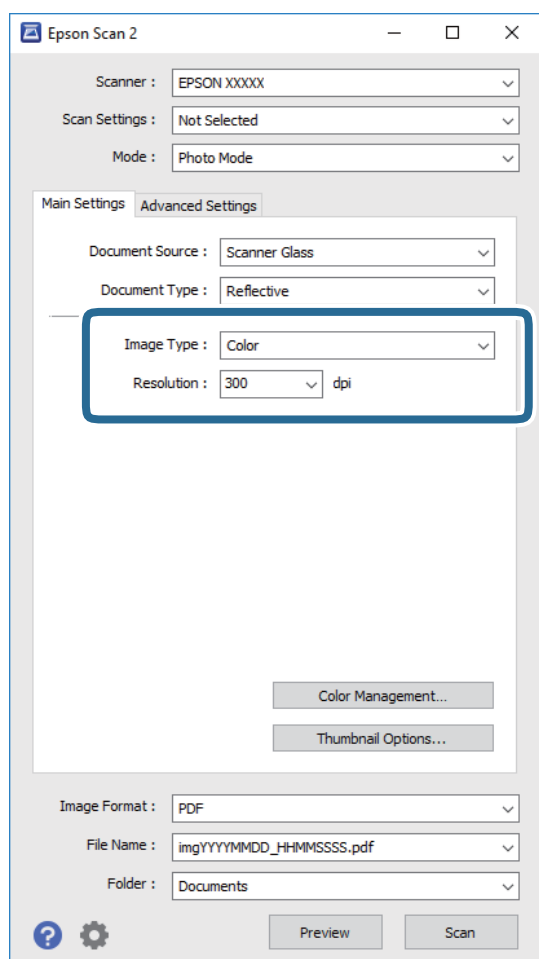 Epson Scan 2
Scanner : EPSON XXXXX
Scan Settings : Not Selected
Mode : Photo Mode
Main Settings Advanced Settings
Document Source : Scanner Glass
Document Type : Reflective
Image Type : Color
Resolution : 300 dpi
Color Management...
Thumbnail Options...
Image Format : PDF
File Name : imgYYYYMMDD_HHMMSSSS.pdf
Folder : Documents
? Preview Scan